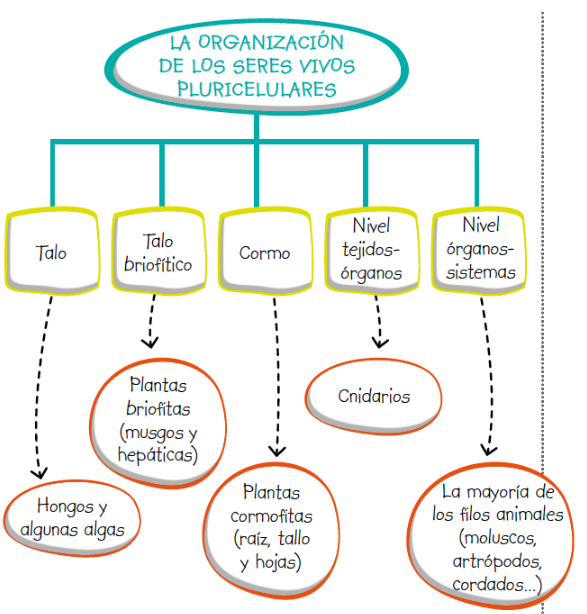 LA ORGANIZACIÓN
DE LOS SERES VIVOS
PLURICELULARES
Talo
Talo
briofítico
Cormo
Nivel
tejidos-
órganos
Nivel
órganos-
sistemas
Plantas
briofitas
(musgos y
hepáticas)
Cnidarios
Hongos y
algunas algas
Plantas
cormofitas
(raíz, tallo
y hojas)
La mayoría de
los filos animales
(moluscos,
artrópodos,
cordados...)